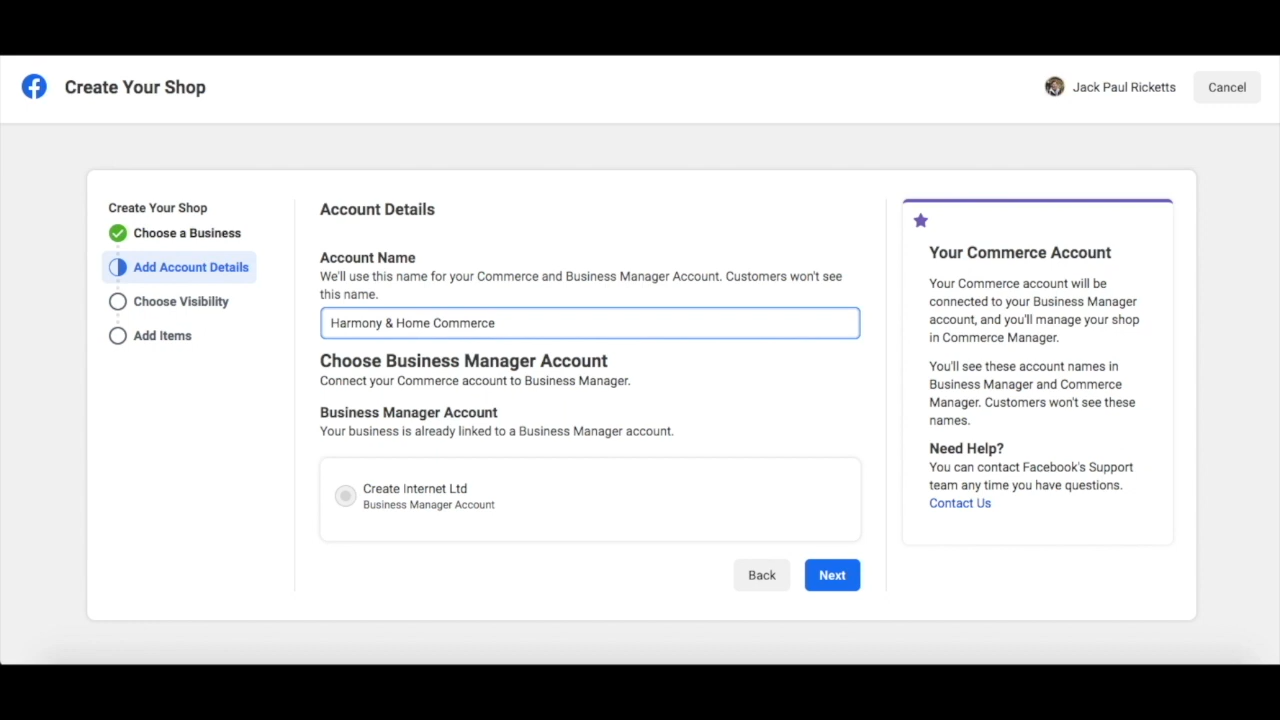 Create Your Shop
Jack Paul Ricketts
Cancel
Create Your Shop
Choose a Business
Add Account Details
Choose Visibility
Add Items
Account Details
Account Name
We'll use this name for your Commerce and Business Manager Account. Customers won't see
this name.
Harmony & Home Commerce
Choose Business Manager Account
Connect your Commerce account to Business Manager.
Business Manager Account
Your business is already linked to a Business Manager account.
Create Internet Ltd
Business Manager Account
Back
Next
Your Commerce Account
Your Commerce account will be
connected to your Business Manager
account, and you'll manage your shop
in Commerce Manager.
You'll see these account names in
Business Manager and Commerce
Manager. Customers won't see these
names.
Need Help?
You can contact Facebook's Support
team any time you have questions.
Contact Us